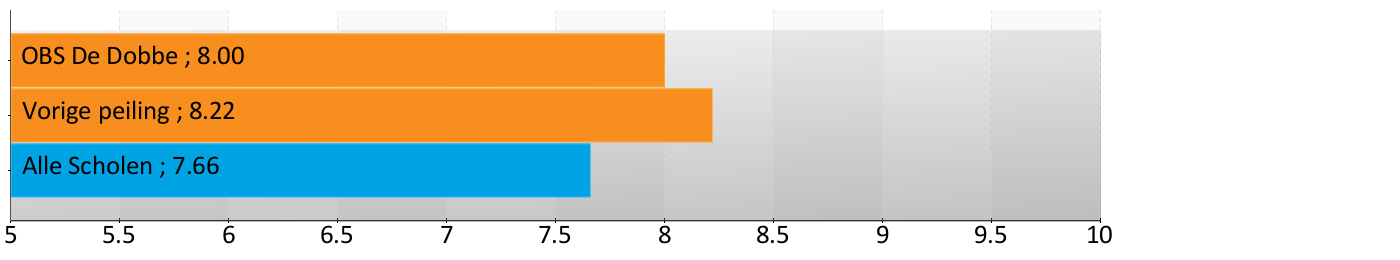 OBS De Dobbe ; 8.00
Vorige peiling ; 8.22
Alle Scholen ; 7.66
5 5.5 6 6.5 7 7.5 8 8.5 9 9.5 10